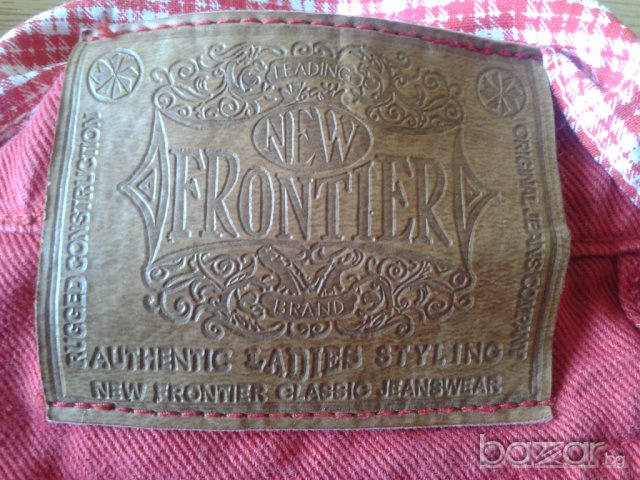 LEADING
NEW
FRONTIER
BRAND
RUGGED CONSTRUCTION
ORIGINAL JEANS COMPANY
AUTHENTIC LADIES STYLING
NEW FRONTIER CLASSIC JEANSWEAR
bazar.bg